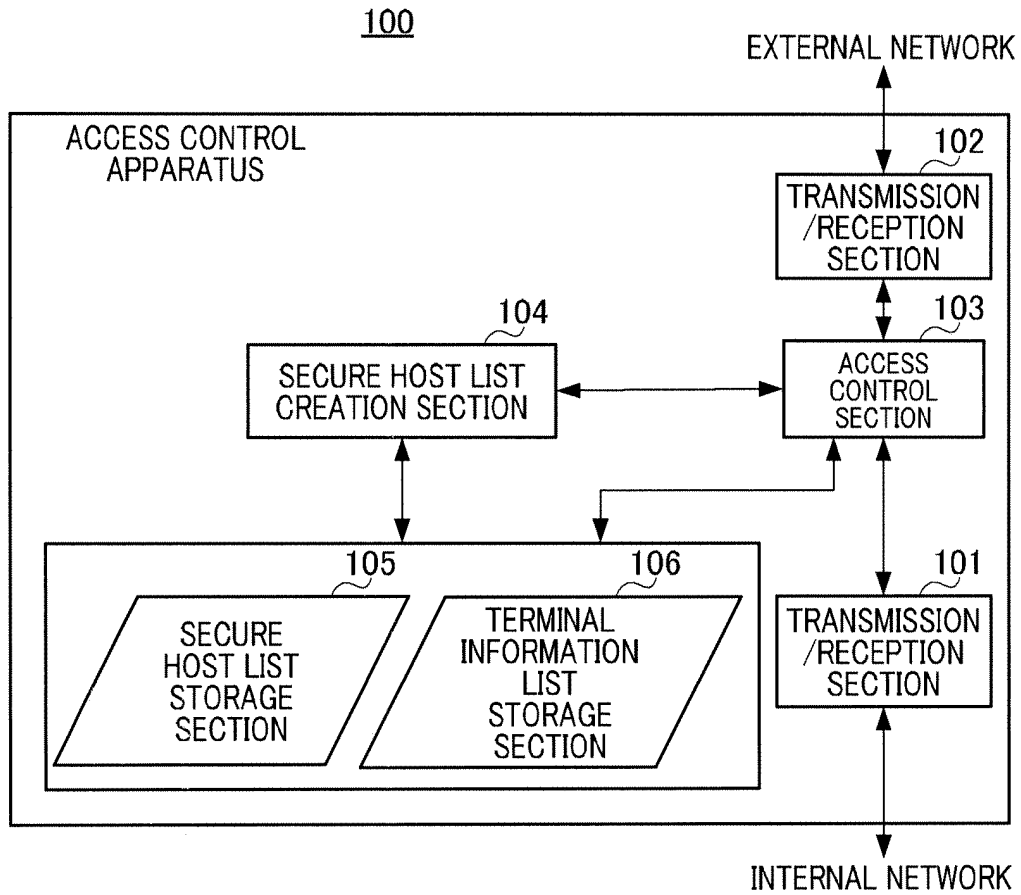 100
EXTERNAL NETWORK
ACCESS CONTROL
APPARATUS
102
TRANSMISSION
/RECEPTION
SECTION
104
SECURE HOST LIST
CREATION SECTION
103
ACCESS
CONTROL
SECTION
105
SECURE
HOST LIST
STORAGE
SECTION
106
TERMINAL
INFORMATION
LIST
STORAGE
SECTION
101
TRANSMISSION
/RECEPTION
SECTION
INTERNAL NETWORK